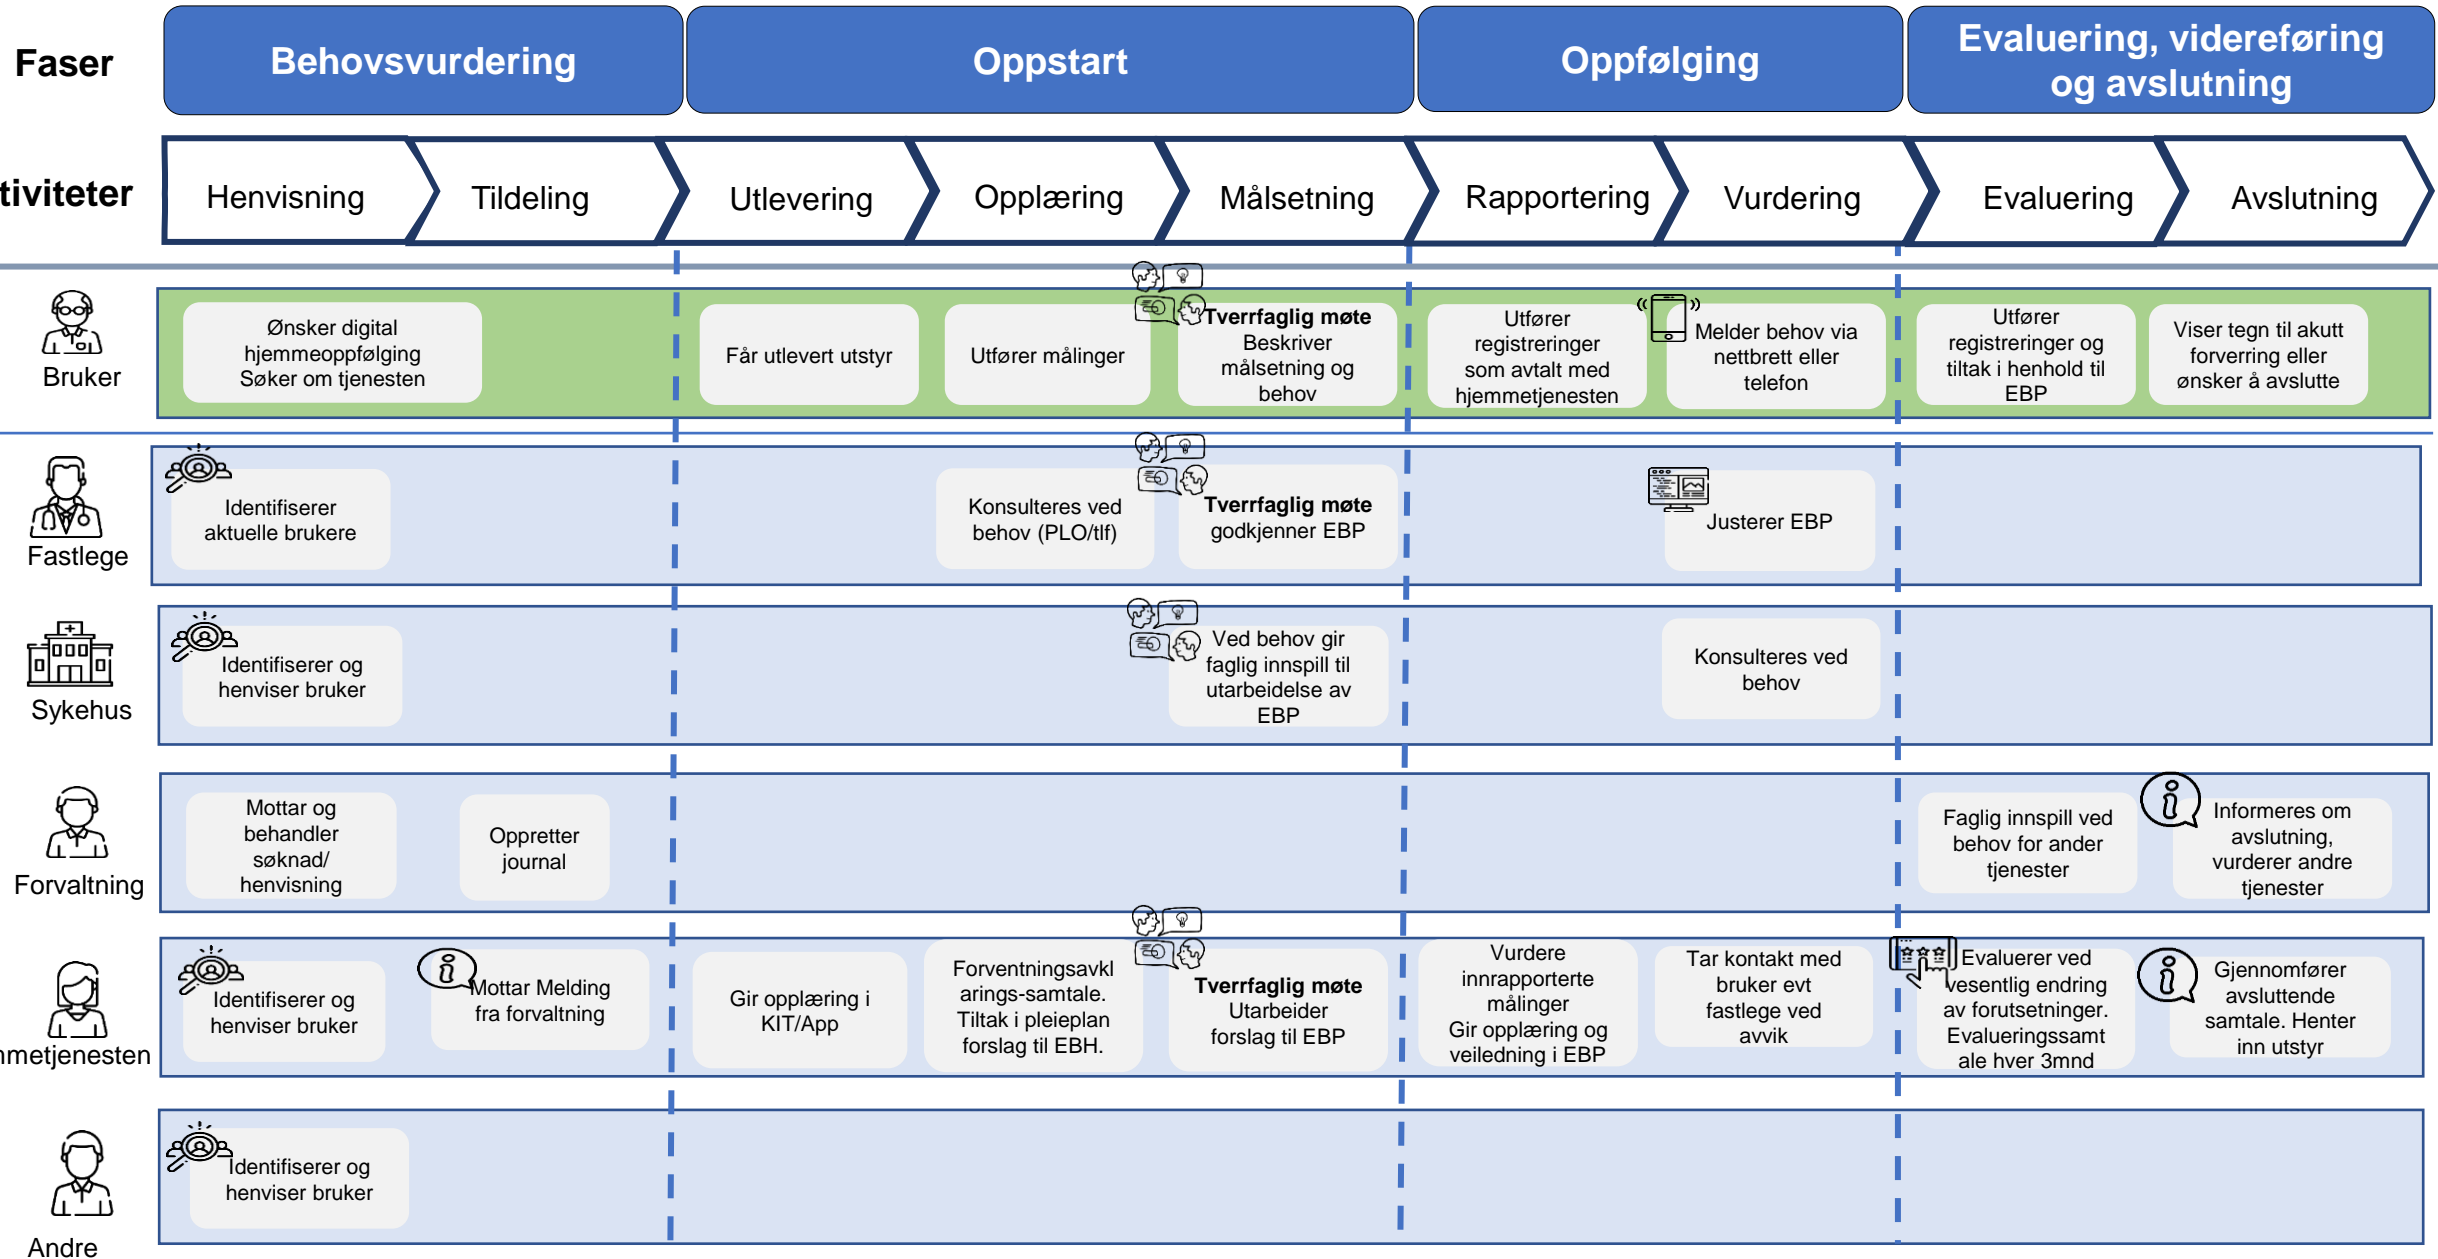 Faser
Behovsvurdering
Oppstart
Oppfølging
Evaluering, videreføring
og avslutning
tiviteter
Henvisning
Tildeling
Utlevering
Opplæring
Målsetning
Rapportering
Vurdering
Evaluering
Avslutning
Bruker
Ønsker digital
hjemmeoppfølging
Søker om tjenesten
Får utlevert utstyr
Utfører målinger
Tverrfaglig møte
Beskriver
målsetning og
behov
Utfører
registreringer
som avtalt med
hjemmetjenesten
Melder behov via
nettbrett eller
telefon
Utfører
registreringer og
tiltak i henhold til
EBP
Viser tegn til akutt
forverring eller
ønsker å avslutte
Fastlege
Identifiserer
aktuelle brukere
Konsulteres ved
behov (PLO/tlf)
Tverrfaglig møte
godkjenner EBP
Justerer EBP
Sykehus
Identifiserer og
henviser bruker
Ved behov gir
faglig innspill til
utarbeidelse av
EBP
Konsulteres ved
behov
Forvaltning
Mottar og
behandler
søknad/
henvisning
Oppretter
journal
Faglig innspill ved
behov for ander
tjenester
Informeres om
avslutning,
vurderer andre
tjenester
nmetjenesten
Identifiserer og
henviser bruker
Mottar Melding
fra forvaltning
Gir opplæring i
KIT/App
Forventningsavkl
arings-samtale.
Tiltak i pleieplan
forslag til EBH.
Tverrfaglig møte
Utarbeider
forslag til EBP
Vurdere
innrapporterte
målinger
Gir opplæring og
veiledning i EBP
Tar kontakt med
bruker evt
fastlege ved
avvik
Evaluerer ved
vesentlig endring
av forutsetninger.
Evalueringssamt
ale hver 3mnd
Gjennomfører
avsluttende
samtale. Henter
inn utstyr
Andre
Identifiserer og
henviser bruker